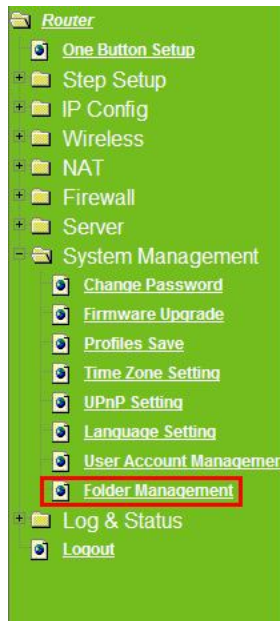 Router
One Button Setup
Step Setup
IP Config
Wireless
NAT
Firewall
Server
System Management
Change Password
Firmware Upgrade
Profiles Save
Time Zone Setting
UPnP Setting
Language Setting
User Account Managemen
Folder Management
Log & Status
Logout